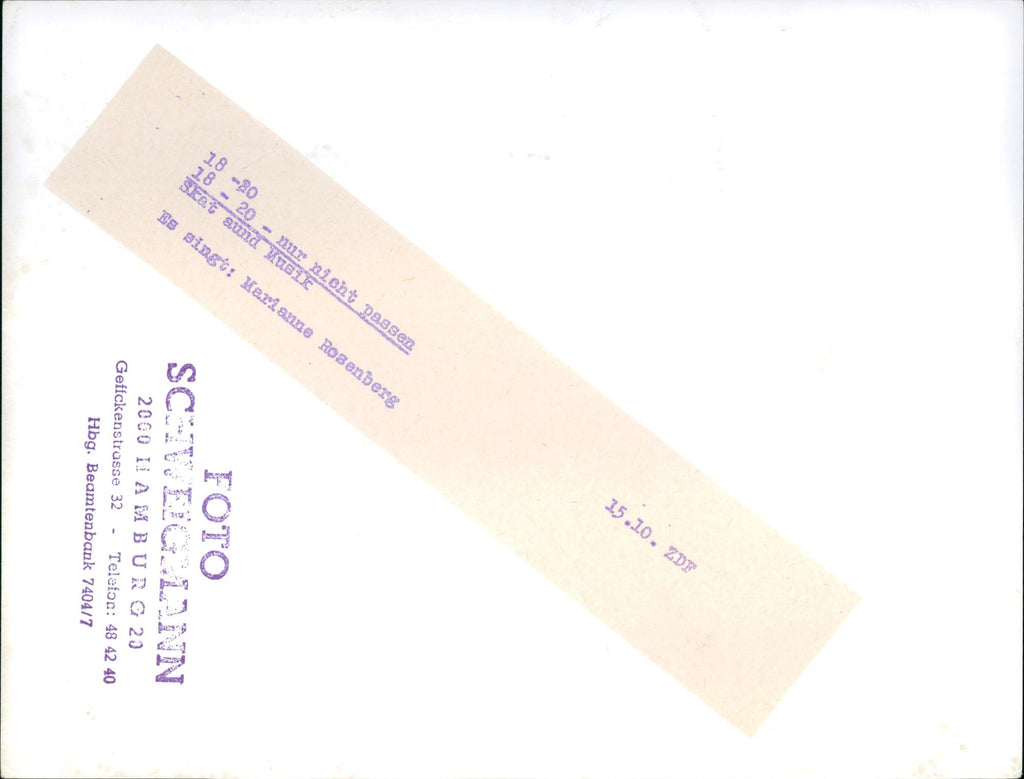 18 -20
18 - 20 - nur nicht passen
Skat aund Musik
Es singt: Marianne Rosenberg
15.10. ZDF
FOTO
SCHWEGMANN
2000 HAMBURG 20
Geffckenstrasse 32 - Telefon: 48 42 40
Hbg. Beamtenbank 7404/7